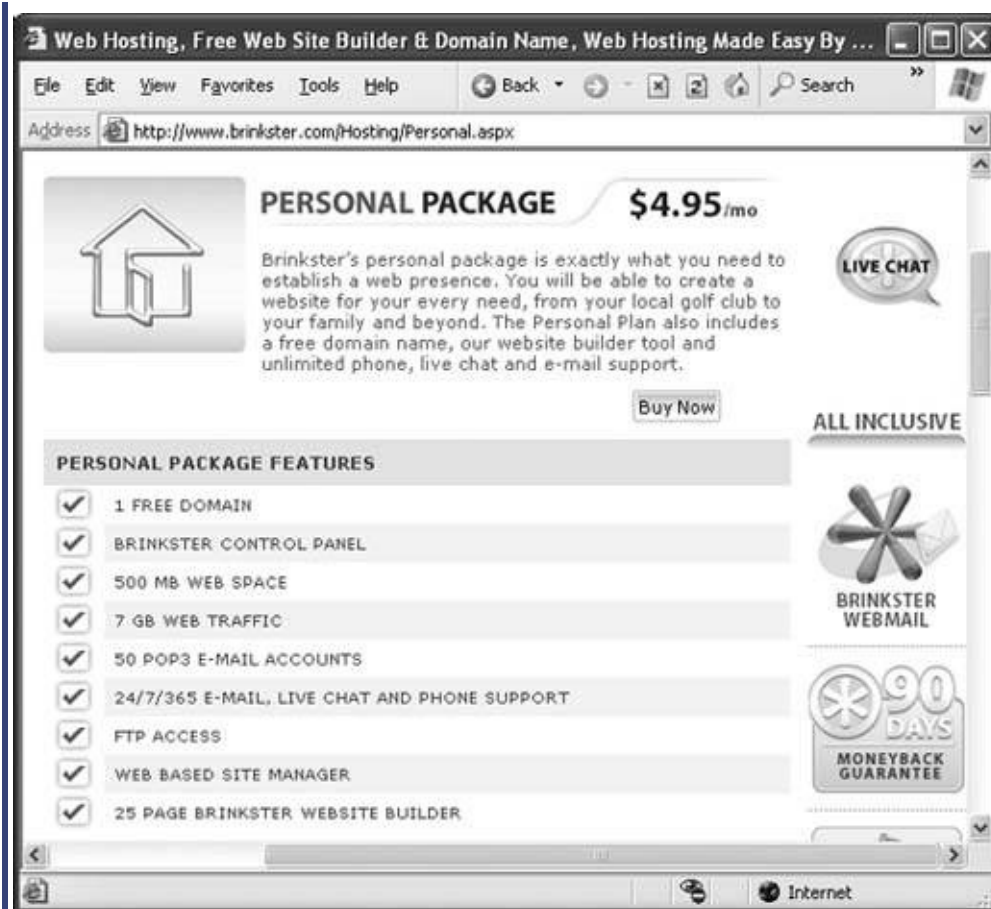 Web Hosting, Free Web Site Builder & Domain Name, Web Hosting Made Easy By ...
File Edit View Favorites Tools Help Back Search »
Address http://www.brinkster.com/Hosting/Personal.aspx
PERSONAL PACKAGE $4.95/mo
Brinkster's personal package is exactly what you need to
establish a web presence. You will be able to create a
website for your every need, from your local golf club to
your family and beyond. The Personal Plan also includes
a free domain name, our website builder tool and
unlimited phone, live chat and e-mail support.
Buy Now
LIVE CHAT
ALL INCLUSIVE
PERSONAL PACKAGE FEATURES
1 FREE DOMAIN
BRINKSTER CONTROL PANEL
500 MB WEB SPACE
7 GB WEB TRAFFIC
50 POP3 E-MAIL ACCOUNTS
24/7/365 E-MAIL, LIVE CHAT AND PHONE SUPPORT
FTP ACCESS
WEB BASED SITE MANAGER
25 PAGE BRINKSTER WEBSITE BUILDER
BRINKSTER
WEBMAIL
90
DAYS
MONEYBACK
GUARANTEE
Internet